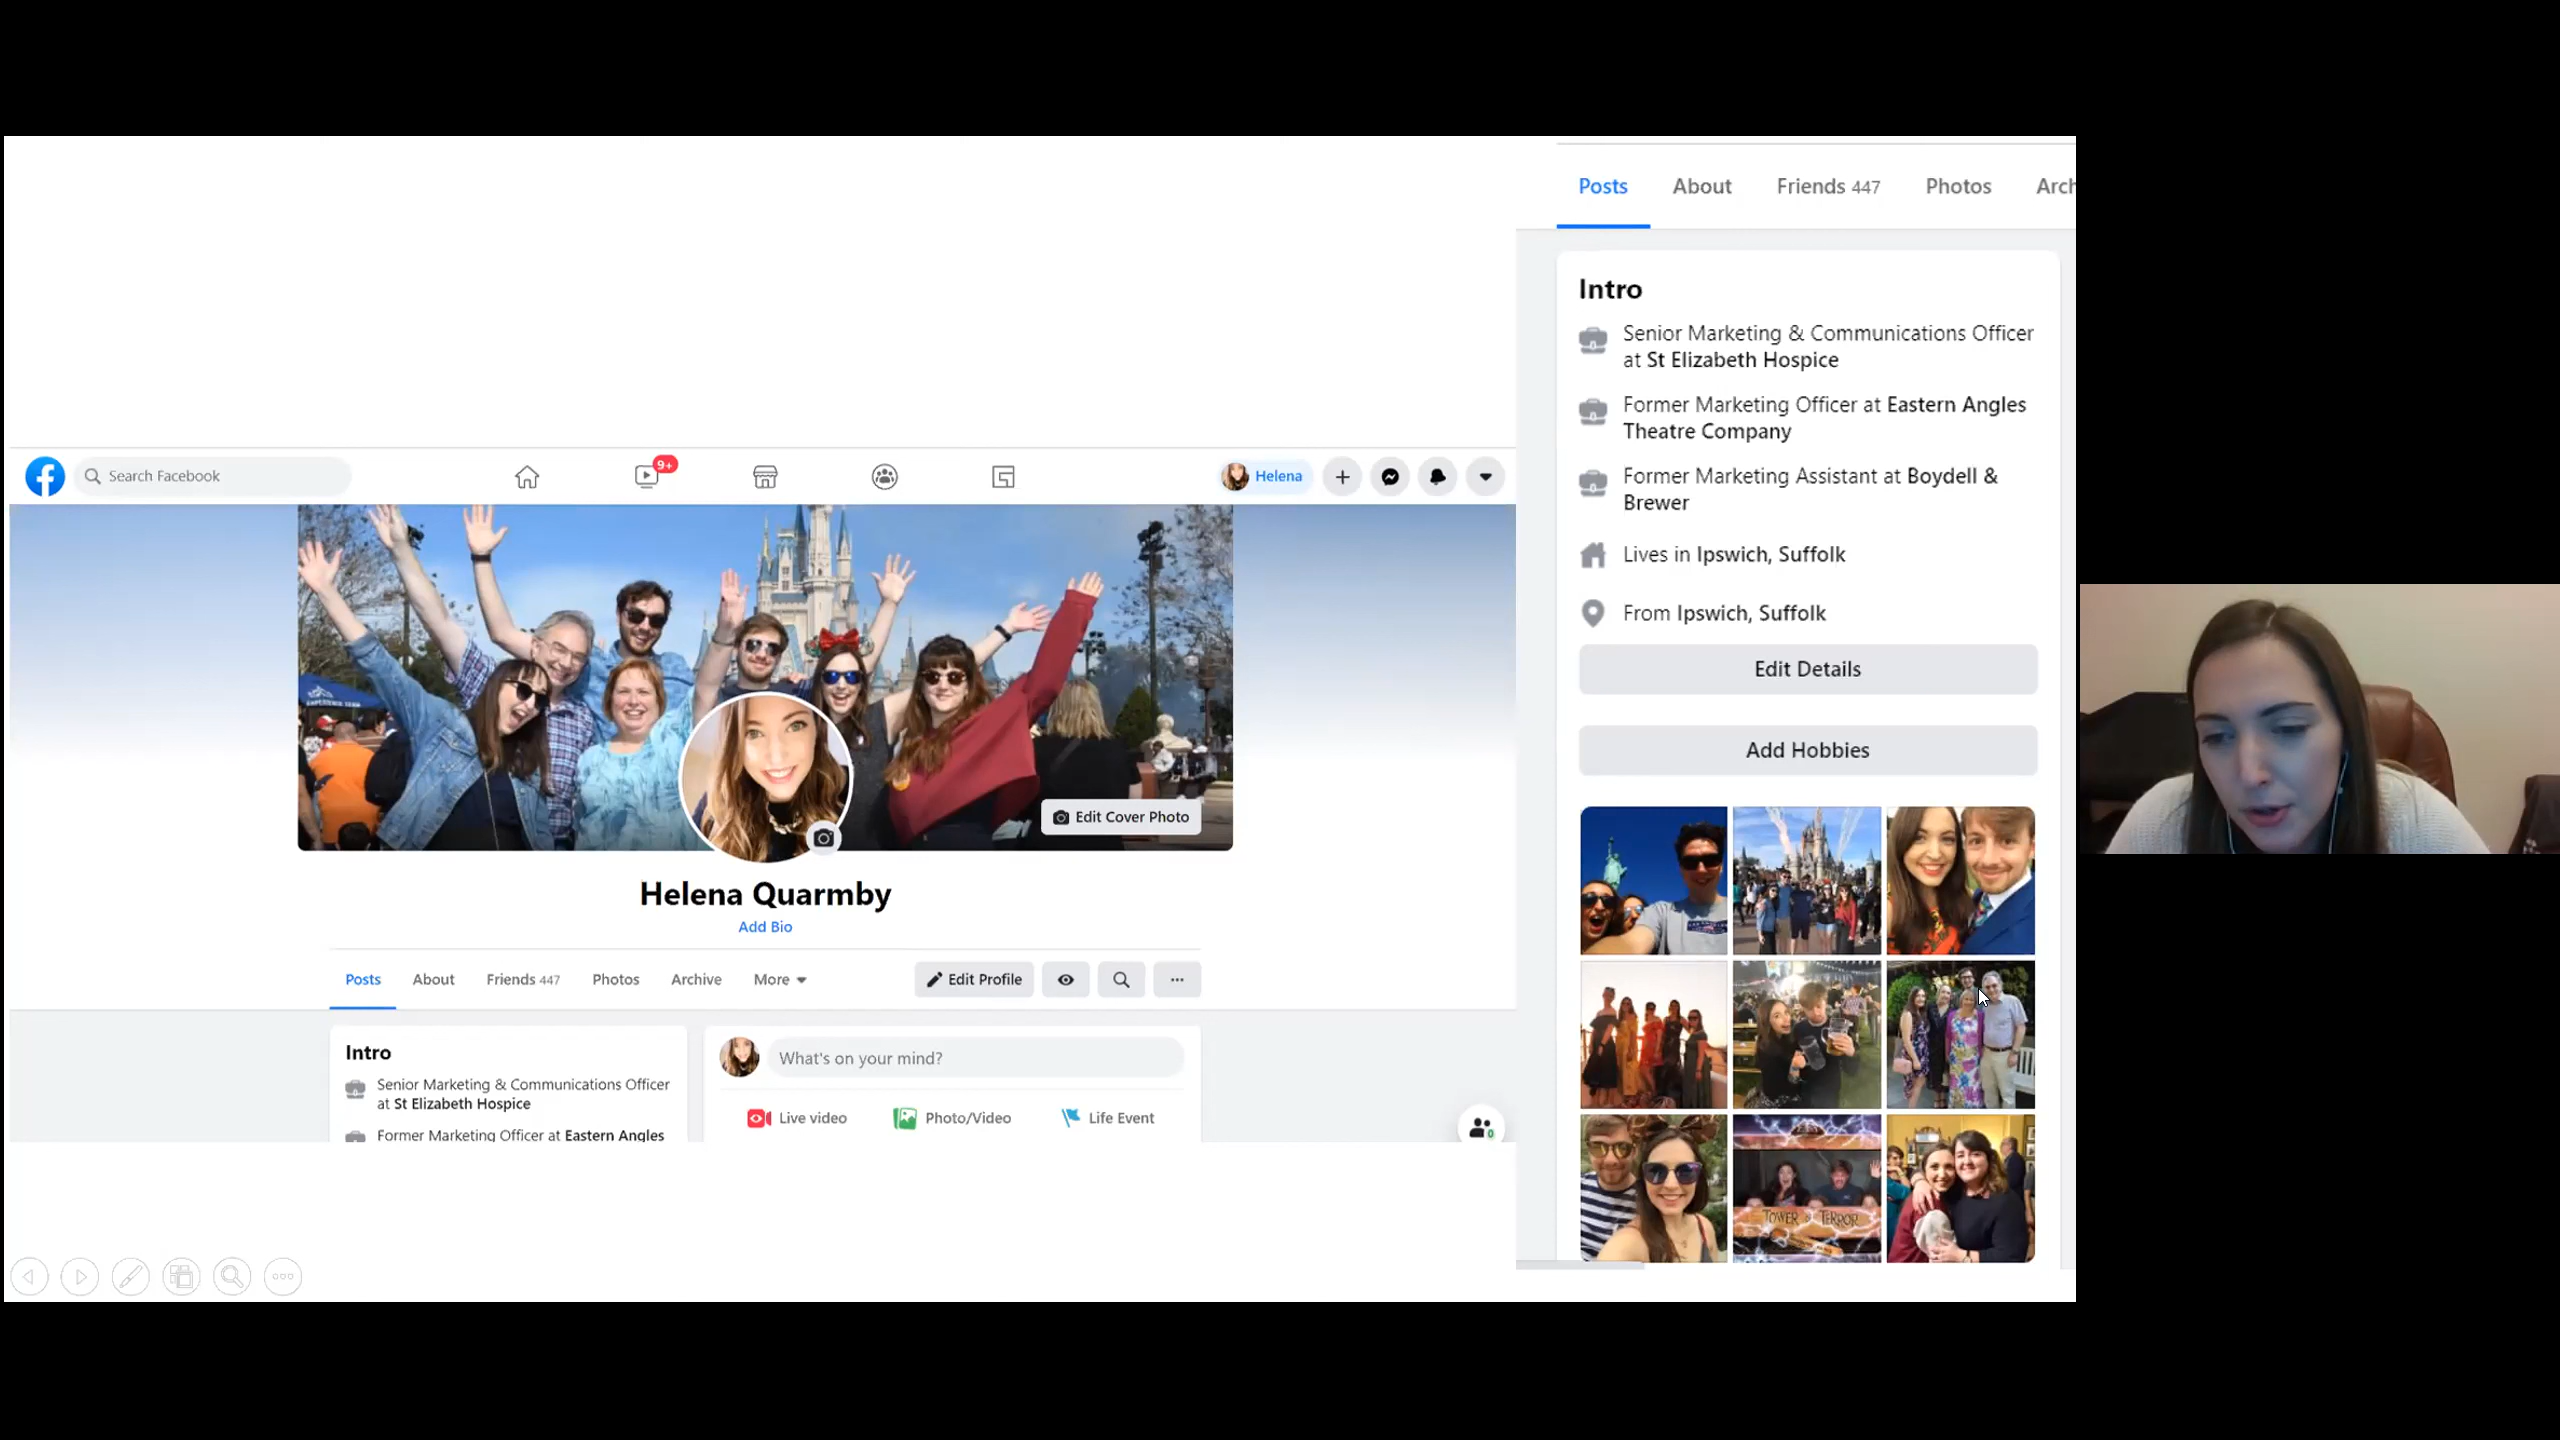 Search Facebook
9+
Helena
Edit Cover Photo
Helena Quarmby
Add Bio
Posts
About
Friends 447
Photos
Archive
More
Edit Profile
Intro
Senior Marketing & Communications Officer
at St Elizabeth Hospice
Former Marketing Officer at Eastern Angles
What's on your mind?
Live video
Photo/Video
Life Event
0
Posts
About
Friends 447
Photos
Arch
Intro
Senior Marketing & Communications Officer
at St Elizabeth Hospice
Former Marketing Officer at Eastern Angles
Theatre Company
Former Marketing Assistant at Boydell &
Brewer
Lives in Ipswich, Suffolk
From Ipswich, Suffolk
Edit Details
Add Hobbies
TOWER of TERROR